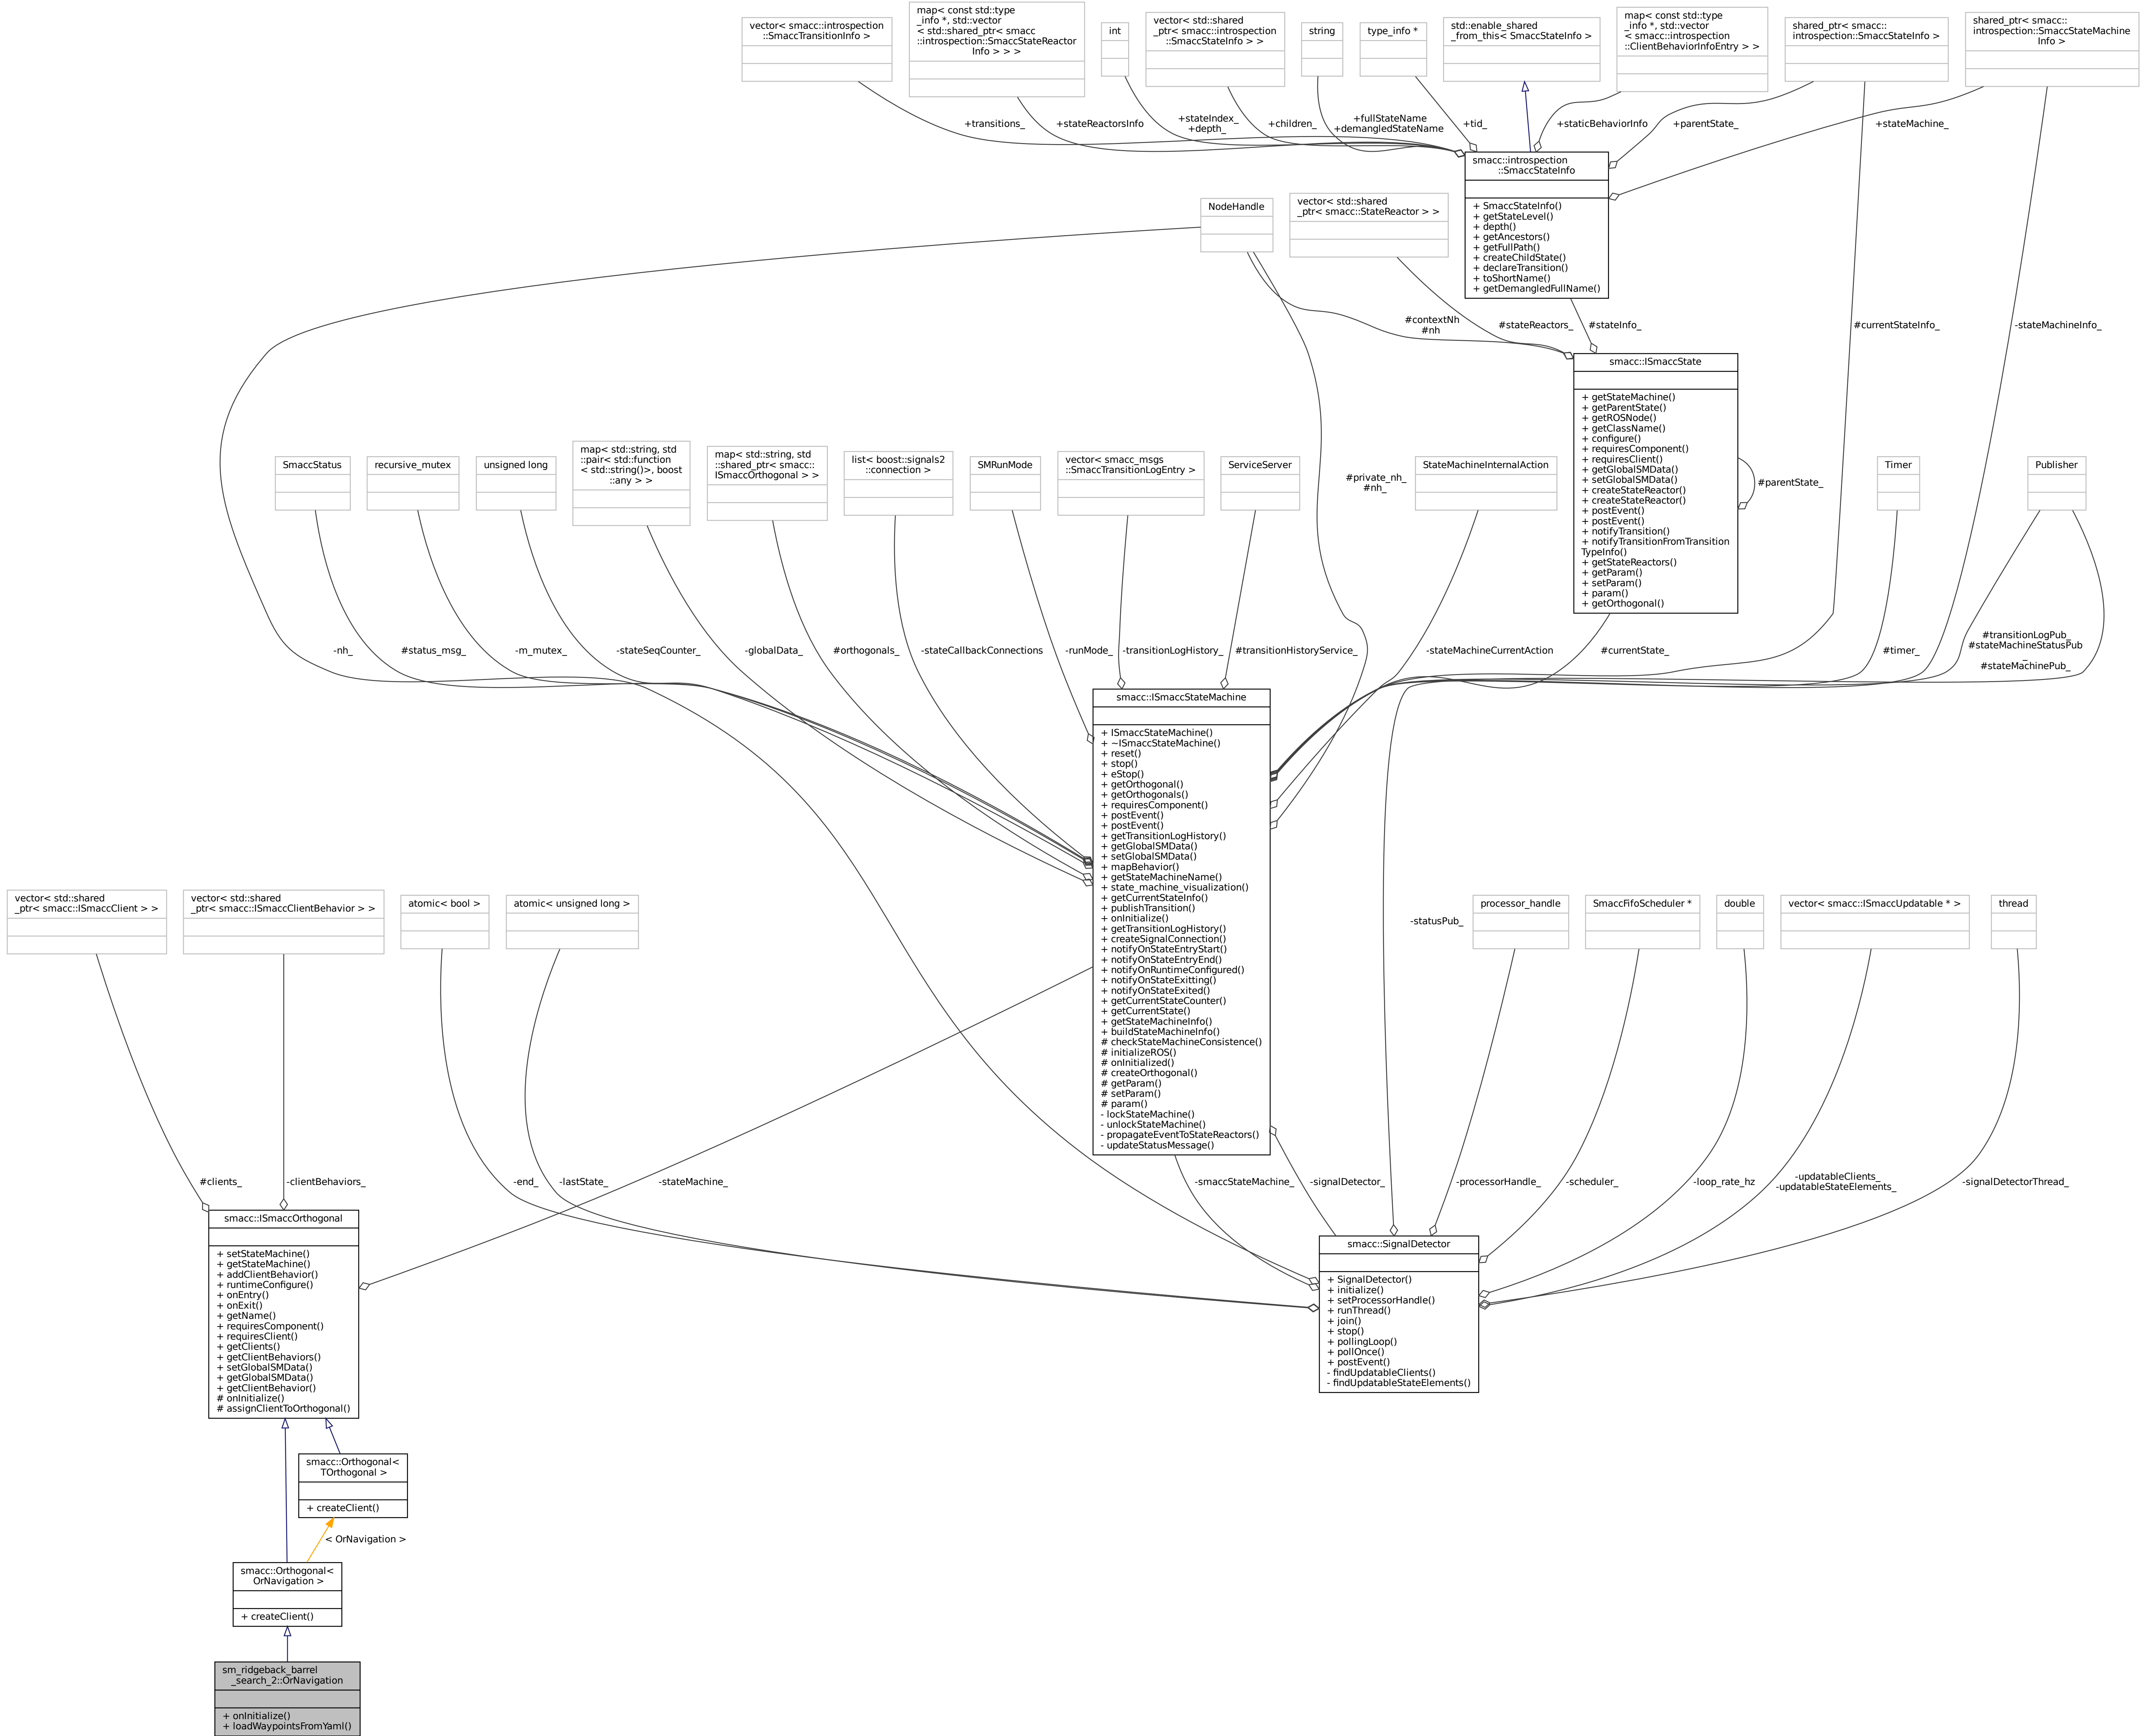 vector< smacc::introspection
::SmaccTransitionInfo >
map< const std::type
_info *, std::vector
< std::shared_ptr< smacc
::introspection::SmaccStateReactor
Info > > >
int
vector< std::shared
_ptr< smacc::introspection
::SmaccStateInfo > >
string
type_info *
std::enable_shared
_from_this< SmaccStateInfo >
map< const std::type
_info *, std::vector
< smacc::introspection
::ClientBehaviorInfoEntry > >
shared_ptr< smacc::
introspection::SmaccStateInfo >
shared_ptr< smacc::
introspection::SmaccStateMachine
Info >
+transitions_
+stateReactorsInfo
+stateIndex_
+depth_
+children_
+fullStateName
+demangledStateName
+tid_
+staticBehaviorInfo
+parentState_
+stateMachine_
smacc::introspection
::SmaccStateInfo
+ SmaccStateInfo()
+ getStateLevel()
+ depth()
+ getAncestors()
+ getFullPath()
+ createChildState()
+ declareTransition()
+ toShortName()
+ getDemangledFullName()
NodeHandle
vector< std::shared
_ptr< smacc::StateReactor > >
#contextNh
#nh
#stateReactors_
#stateInfo_
#currentStateInfo_
-stateMachineInfo_
smacc::ISmaccState
+ getStateMachine()
+ getParentState()
+ getROSNode()
+ getClassName()
+ configure()
+ requiresComponent()
+ requiresClient()
+ getGlobalSMData()
+ setGlobalSMData()
+ createStateReactor()
+ createStateReactor()
+ postEvent()
+ postEvent()
+ notifyTransition()
+ notifyTransitionFromTransition
TypeInfo()
+ getStateReactors()
+ getParam()
+ setParam()
+ param()
+ getOrthogonal()
#parentState_
SmaccStatus
recursive_mutex
unsigned long
map< std::string, std
::pair< std::function
< std::string()>, boost
::any > >
map< std::string, std
::shared_ptr< smacc::
ISmaccOrthogonal > >
list< boost::signals2
::connection >
SMRunMode
vector< smacc_msgs
::SmaccTransitionLogEntry >
ServiceServer
#private_nh_
#nh_
StateMachineInternalAction
Timer
Publisher
-nh_
#status_msg_
-m_mutex_
-stateSeqCounter_
-globalData_
#orthogonals_
-stateCallbackConnections
-runMode_
-transitionLogHistory_
#transitionHistoryService_
-stateMachineCurrentAction
#currentState_
#timer_
#transitionLogPub_
#stateMachineStatusPub
_
#stateMachinePub_
smacc::ISmaccStateMachine
+ ISmaccStateMachine()
+ ~ISmaccStateMachine()
+ reset()
+ stop()
+ eStop()
+ getOrthogonal()
+ getOrthogonals()
+ requiresComponent()
+ postEvent()
+ postEvent()
+ getTransitionLogHistory()
+ getGlobalSMData()
+ setGlobalSMData()
+ mapBehavior()
+ getStateMachineName()
+ state_machine_visualization()
+ getCurrentStateInfo()
+ publishTransition()
+ onInitialize()
+ getTransitionLogHistory()
+ createSignalConnection()
+ notifyOnStateEntryStart()
+ notifyOnStateEntryEnd()
+ notifyOnRuntimeConfigured()
+ notifyOnStateExitting()
+ notifyOnStateExited()
+ getCurrentStateCounter()
+ getCurrentState()
+ getStateMachineInfo()
+ buildStateMachineInfo()
# checkStateMachineConsistence()
# initializeROS()
# onInitialized()
# createOrthogonal()
# getParam()
# setParam()
# param()
- lockStateMachine()
- unlockStateMachine()
- propagateEventToStateReactors()
- updateStatusMessage()
vector< std::shared
_ptr< smacc::ISmaccClient > >
vector< std::shared
_ptr< smacc::ISmaccClientBehavior > >
atomic< bool >
atomic< unsigned long >
-statusPub_
processor_handle
SmaccFifoScheduler *
double
vector< smacc::ISmaccUpdatable * >
thread
#clients_
-clientBehaviors_
-end_
-lastState_
-stateMachine_
-smaccStateMachine_
-signalDetector_
-processorHandle_
-scheduler_
-loop_rate_hz
-updatableClients_
-updatableStateElements_
-signalDetectorThread_
smacc::ISmaccOrthogonal
+ setStateMachine()
+ getStateMachine()
+ addClientBehavior()
+ runtimeConfigure()
+ onEntry()
+ onExit()
+ getName()
+ requiresComponent()
+ requiresClient()
+ getClients()
+ getClientBehaviors()
+ setGlobalSMData()
+ getGlobalSMData()
+ getClientBehavior()
# onInitialize()
# assignClientToOrthogonal()
smacc::SignalDetector
+ SignalDetector()
+ initialize()
+ setProcessorHandle()
+ runThread()
+ join()
+ stop()
+ pollingLoop()
+ pollOnce()
+ postEvent()
- findUpdatableClients()
- findUpdatableStateElements()
smacc::Orthogonal<
TOrthogonal >
+ createClient()
< OrNavigation >
smacc::Orthogonal<
OrNavigation >
+ createClient()
sm_ridgeback_barrel
_search_2::OrNavigation
+ onInitialize()
+ loadWaypointsFromYaml()